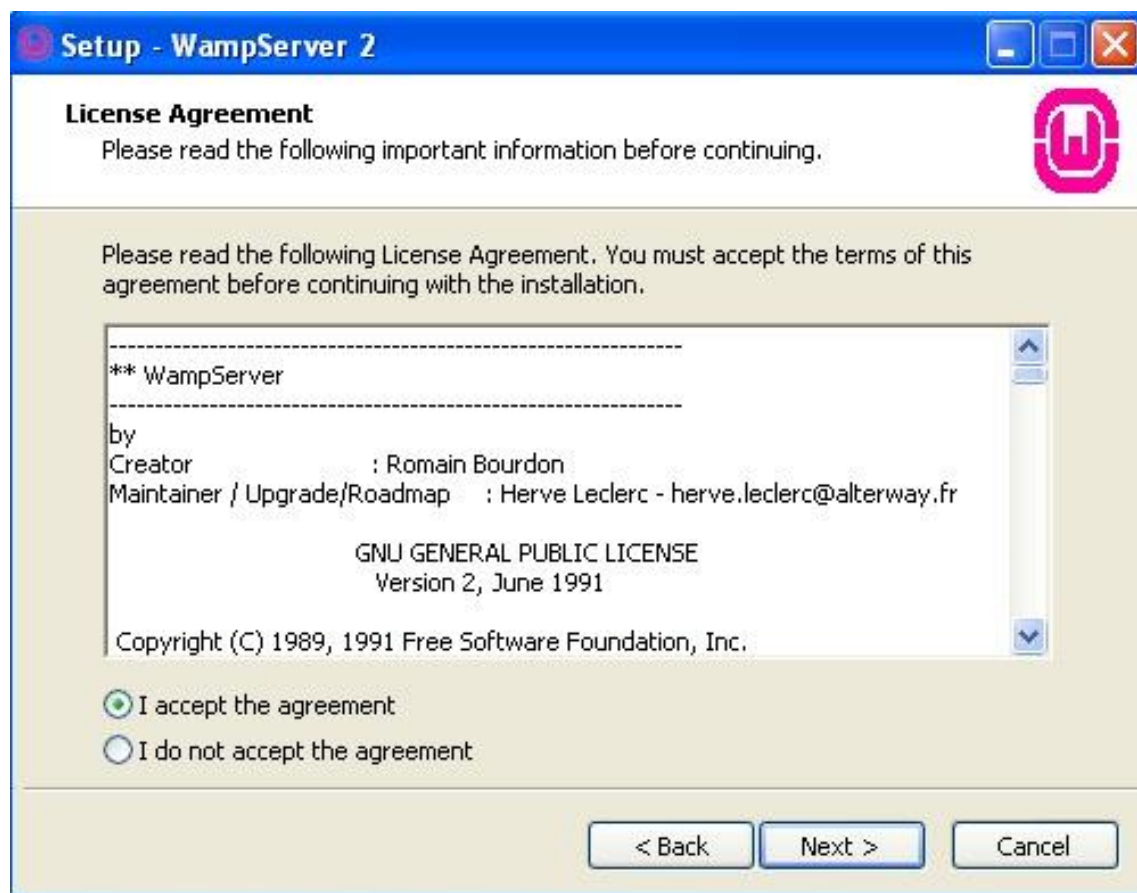 Setup - WampServer 2
License Agreement
Please read the following important information before continuing.
W
Please read the following License Agreement. You must accept the terms of this
agreement before continuing with the installation.
---------------------------------------------------------------
** WampServer
---------------------------------------------------------------
by
Creator : Romain Bourdon
Maintainer / Upgrade/Roadmap : Herve Leclerc - herve.leclerc@alterway.fr
GNU GENERAL PUBLIC LICENSE
Version 2, June 1991
Copyright (C) 1989, 1991 Free Software Foundation, Inc.
I accept the agreement
I do not accept the agreement
< Back Next > Cancel